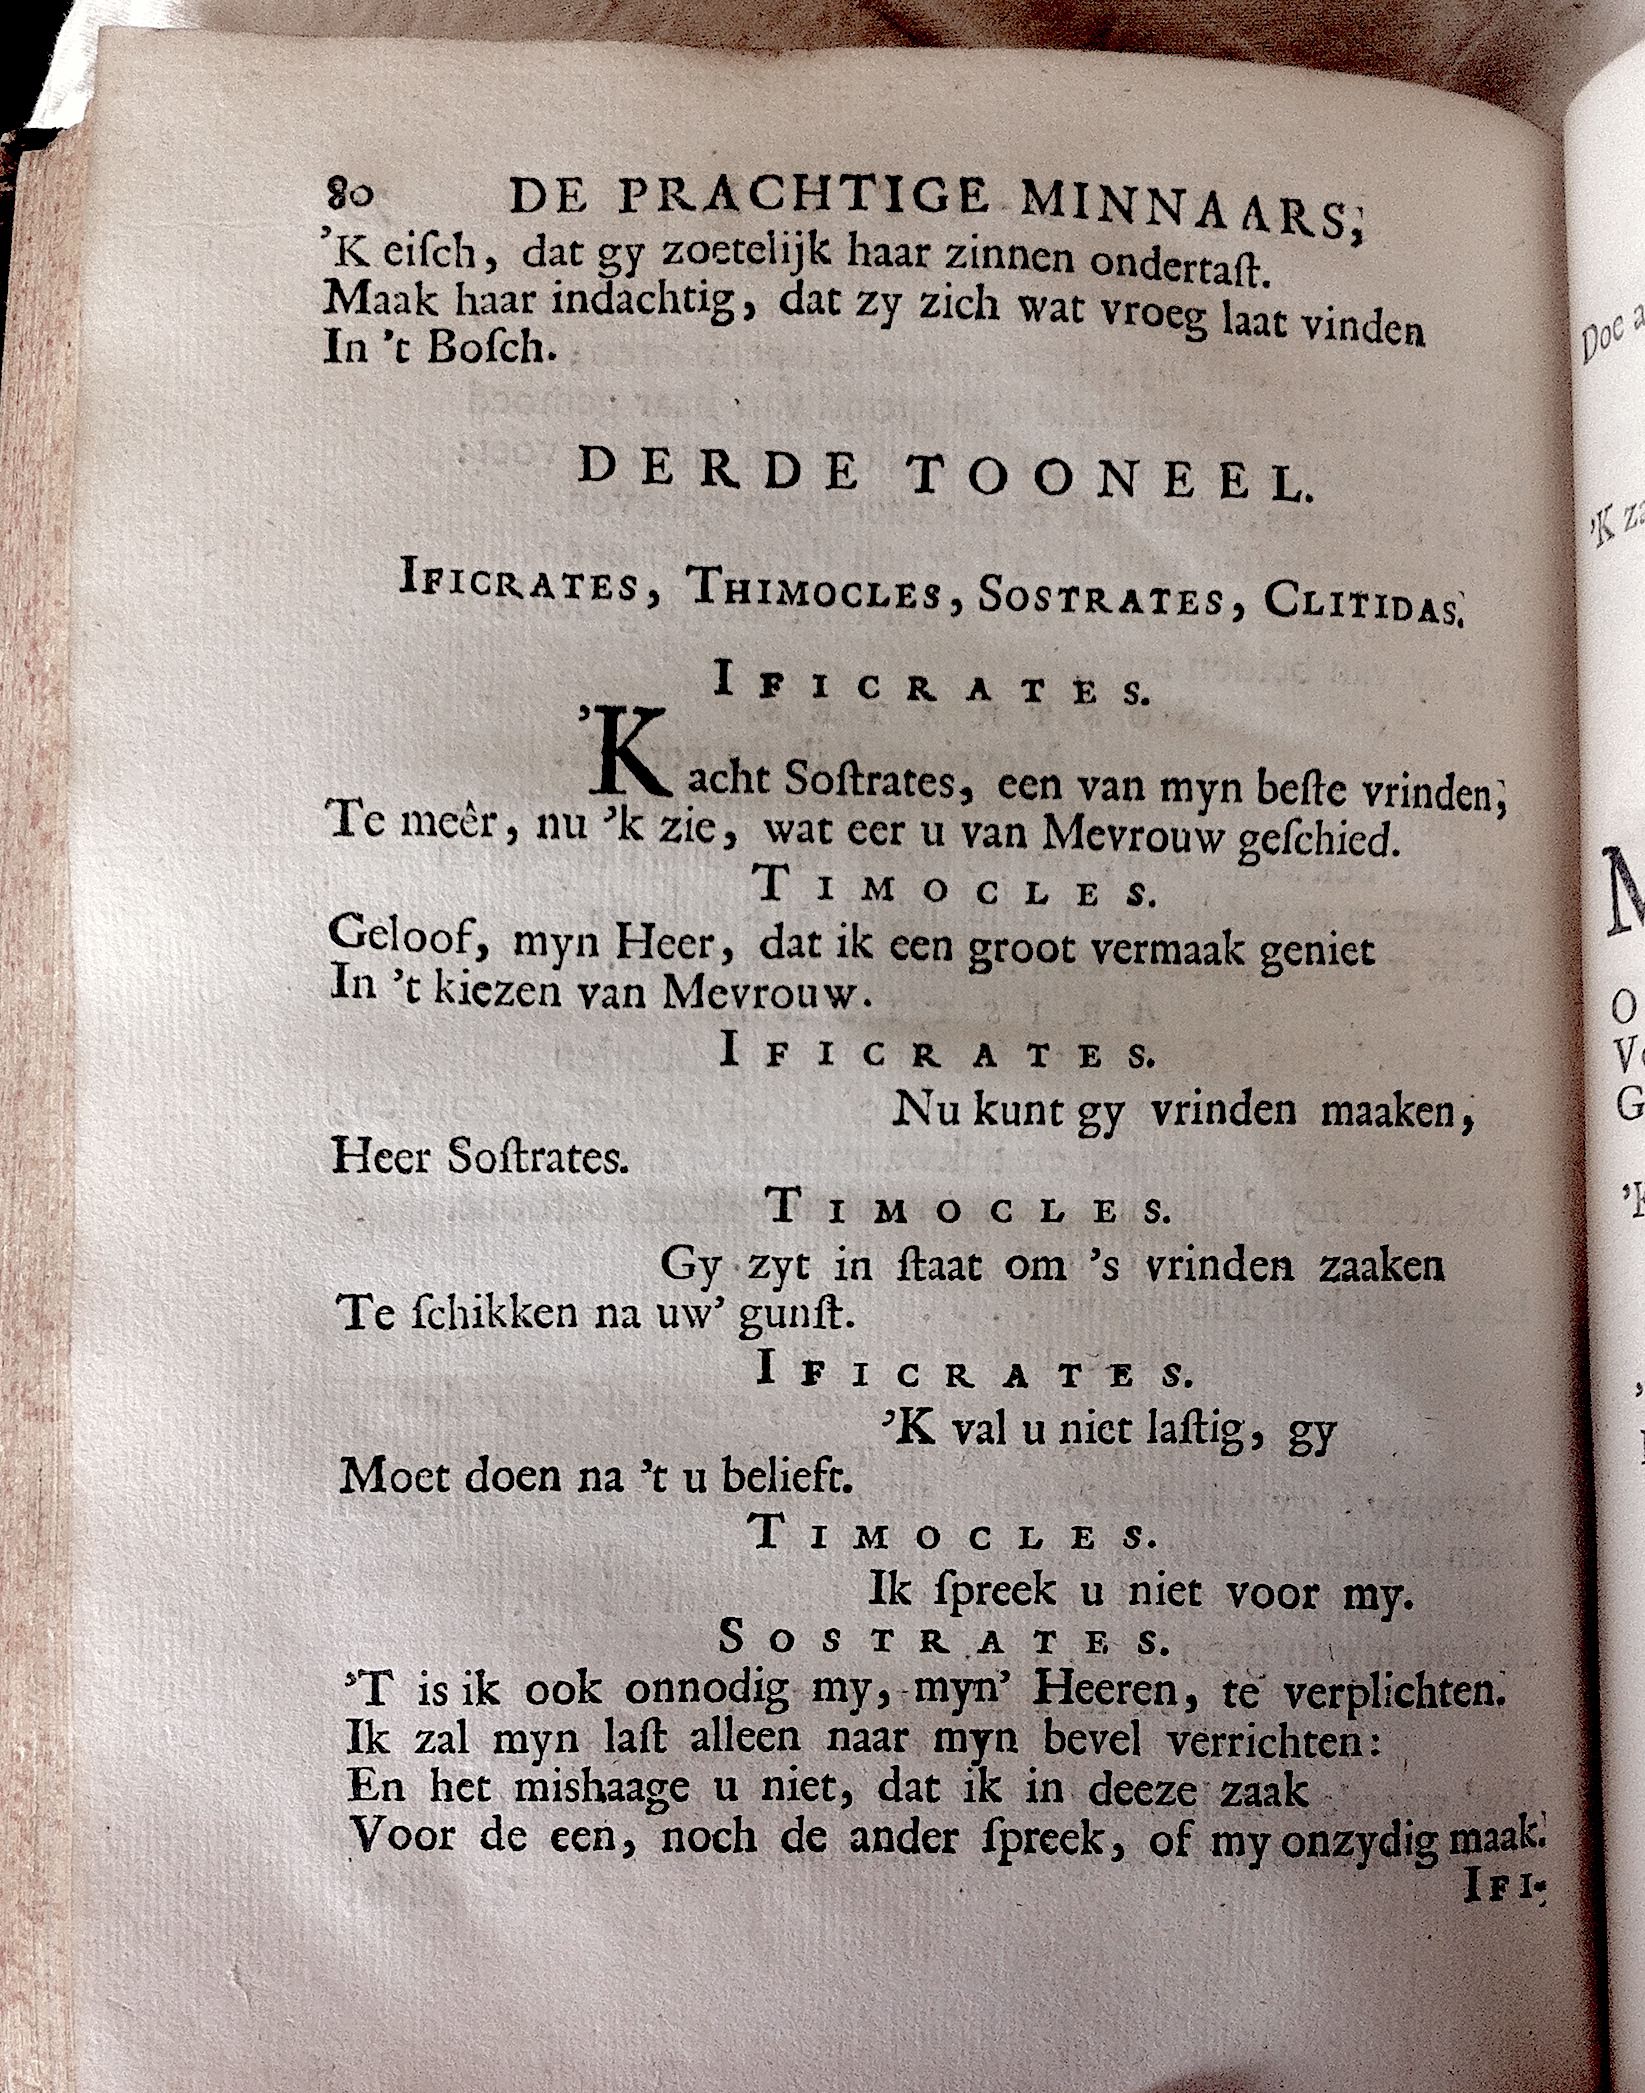 80 DE PRACHTIGE MINNAARS;
’K eiſch, dat gy zoetelijk haar zinnen ondertaſt.
Maak haar indachtig, dat zy zich wat vroeg laat vinden
In ’t Boſch.
DERDE TOONEEL.
IFICRATES, THIMOCLES, SOSTRATES, CLITIDAS.
IFICRATES.
’K acht Soſtrates, een van myn beſte vrinden;
Te meêr, nu ’k zie, wat eer u van Mevrouw geſchied.
TIMOCLES.
Geloof, myn Heer, dat ik een groot vermaak geniet
In ’t kiezen van Mevrouw.
IFICRATES.
Nu kunt gy vrinden maaken,
Heer Soſtrates.
TIMOCLES.
Gy zyt in ſtaat om ’s vrinden zaaken
Te ſchikken na uw’ gunſt.
IFICRATES.
’K val u niet laſtig, gy
Moet doen na ’t u belieft.
TIMOCLES.
Ik ſpreek u niet voor my.
SOSTRATES.
’T is ik ook onnodig my, myn’ Heeren, te verplichten.
Ik zal myn laſt alleen naar myn bevel verrichten:
En het mishaage u niet, dat ik in deeze zaak
Voor de een, noch de ander ſpreek, of my onzydig maak.
IFI-
Doe
’K
M
O
G